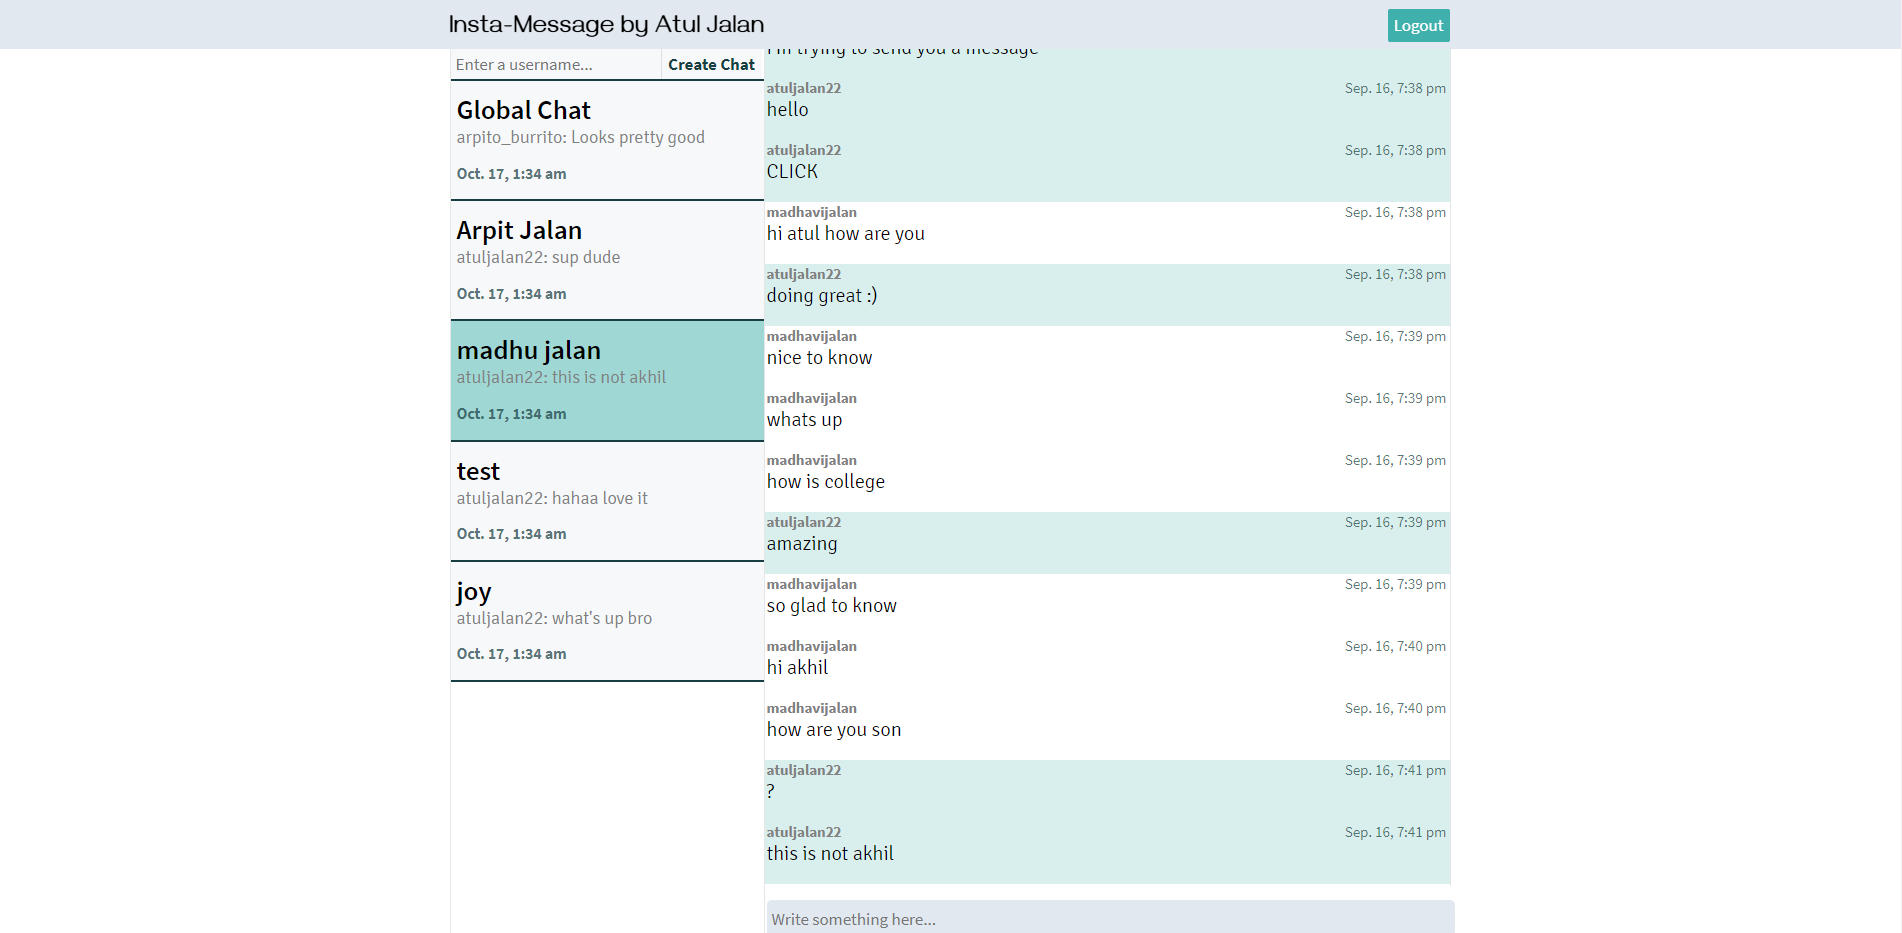 Insta-Message by Atul Jalan
Logout
Enter a username...
Create Chat
Global Chat
arpito_burrito: Looks pretty good
Oct. 17, 1:34 am
Arpit Jalan
atuljalan22: sup dude
Oct. 17, 1:34 am
madhu jalan
atuljalan22: this is not akhil
Oct. 17, 1:34 am
test
atuljalan22: hahaa love it
Oct. 17, 1:34 am
joy
atuljalan22: what's up bro
Oct. 17, 1:34 am
I'm trying to send you a message
atuljalan22 Sep. 16, 7:38 pm
hello
atuljalan22 Sep. 16, 7:38 pm
CLICK
madhavijalan Sep. 16, 7:38 pm
hi atul how are you
atuljalan22 Sep. 16, 7:38 pm
doing great :)
madhavijalan Sep. 16, 7:39 pm
nice to know
madhavijalan Sep. 16, 7:39 pm
whats up
madhavijalan Sep. 16, 7:39 pm
how is college
atuljalan22 Sep. 16, 7:39 pm
amazing
madhavijalan Sep. 16, 7:39 pm
so glad to know
madhavijalan Sep. 16, 7:40 pm
hi akhil
madhavijalan Sep. 16, 7:40 pm
how are you son
atuljalan22 Sep. 16, 7:41 pm
?
atuljalan22 Sep. 16, 7:41 pm
this is not akhil
Write something here...